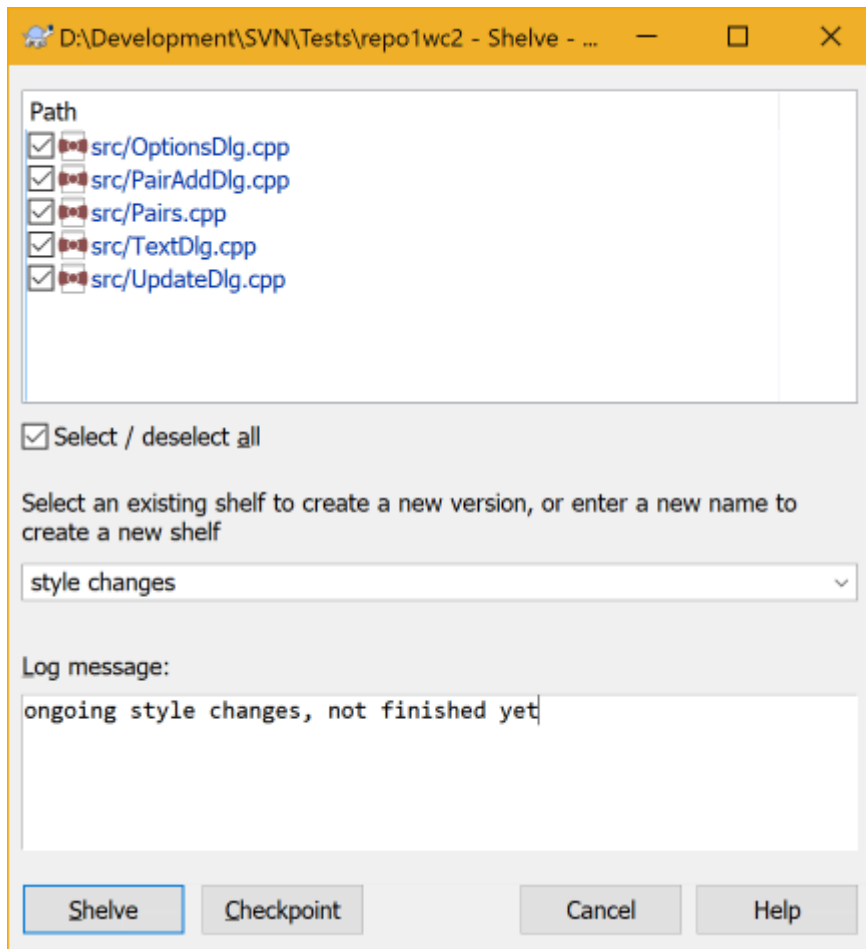 D:\Development\SVN\Tests\repo1wc2 - Shelve - ...
Path
src/OptionsDlg.cpp
src/PairAddDlg.cpp
src/Pairs.cpp
src/TextDlg.cpp
src/UpdateDlg.cpp
Select / deselect all
Select an existing shelf to create a new version, or enter a new name to
create a new shelf
style changes
Log message:
ongoing style changes, not finished yet
Shelve Checkpoint Cancel Help